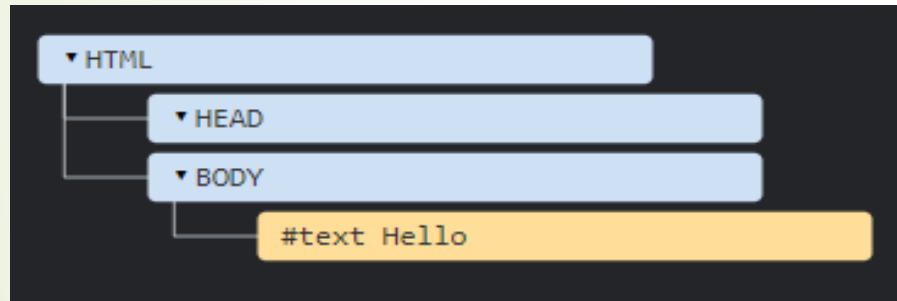 ▾ HTML
▾ HEAD
▾ BODY
#text Hello